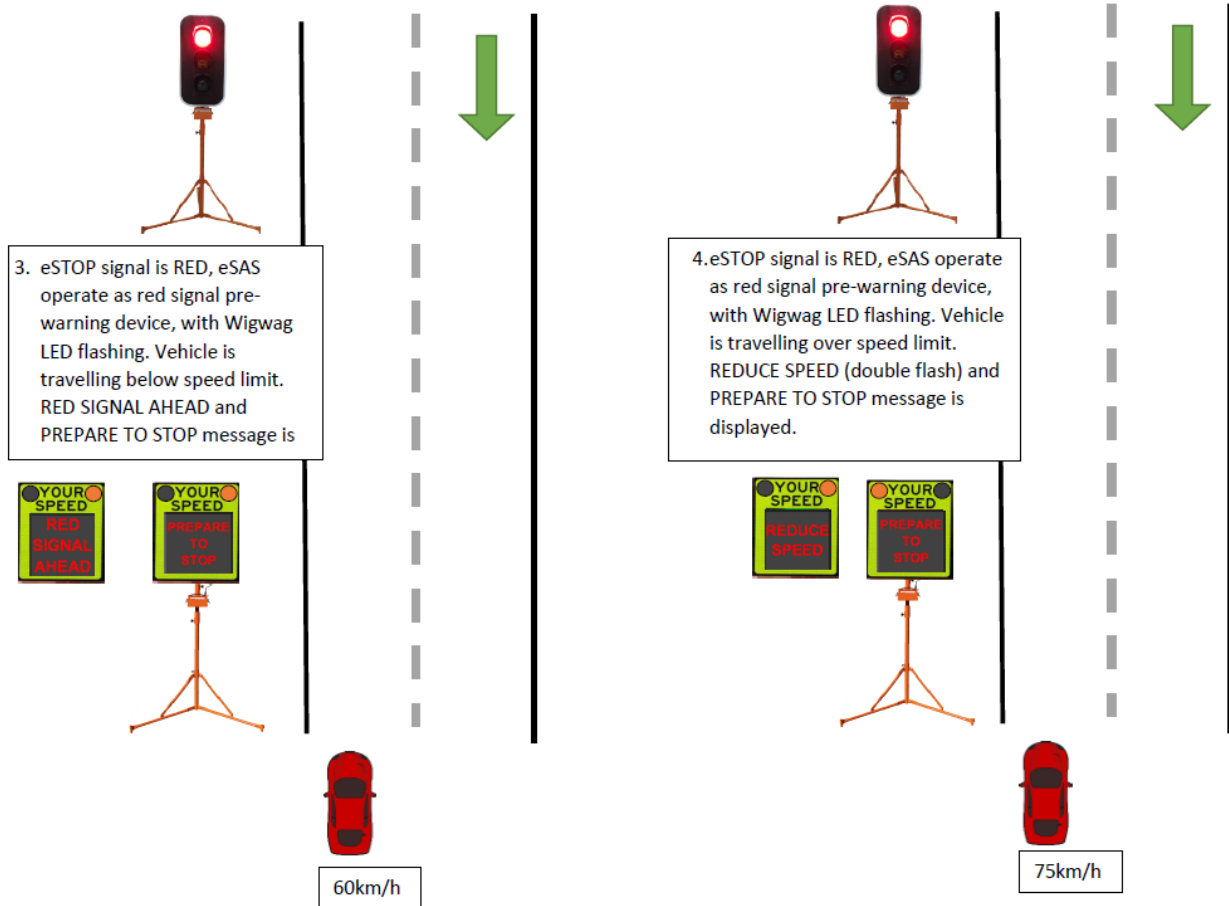 3. eSTOP signal is RED, eSAS
operate as red signal pre-
warning device, with Wigwag
LED flashing. Vehicle is
travelling below speed limit.
RED SIGNAL AHEAD and
PREPARE TO STOP message is
YOUR
SPEED
RED
SIGNAL
AHEAD
YOUR
SPEED
PREPARE
TO
STOP
60km/h
4.eSTOP signal is RED, eSAS operate
as red signal pre-warning device,
with Wigwag LED flashing. Vehicle
is travelling over speed limit.
REDUCE SPEED (double flash) and
PREPARE TO STOP message is
displayed.
YOUR
SPEED
REDUCE
SPEED
YOUR
SPEED
PREPARE
TO
STOP
75km/h